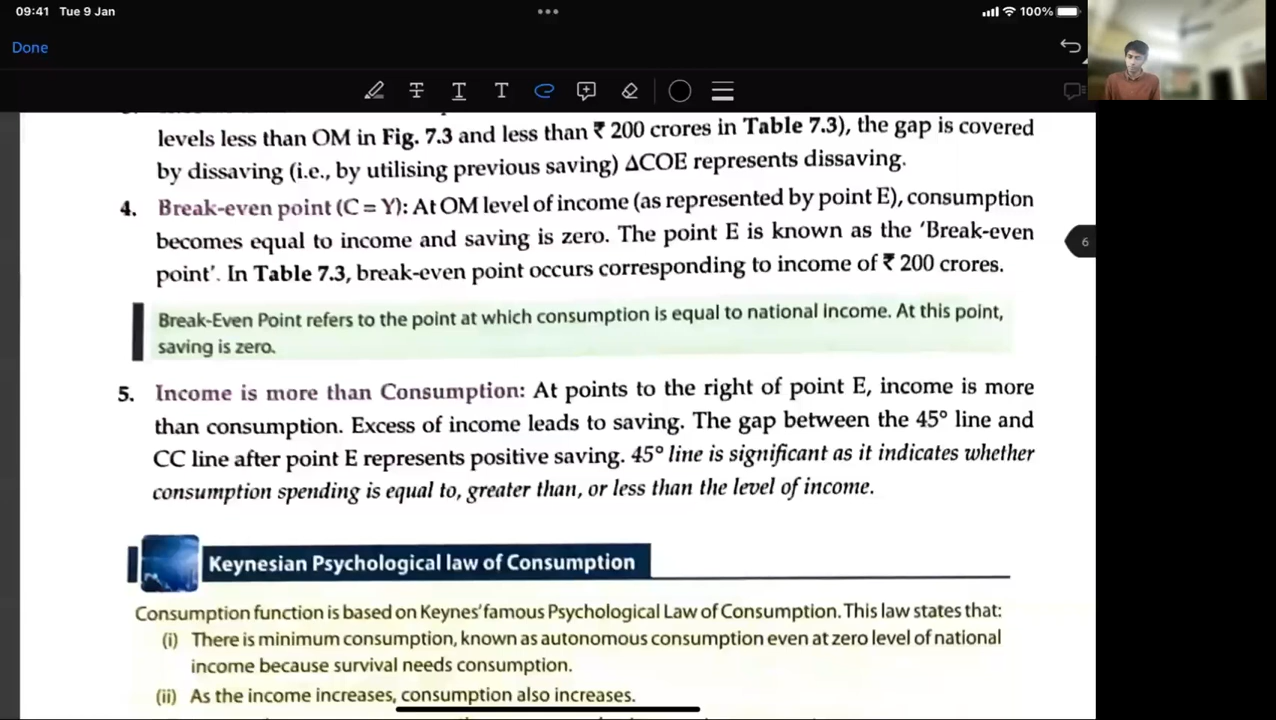 09:41 Tue 9 Jan
100%
Done
levels less than OM in Fig. 7.3 and less than ₹ 200 crores in Table 7.3), the gap is covered
by dissaving (i.e., by utilising previous saving) ΔCOE represents dissaving.
4. Break-even point (C = Y): At OM level of income (as represented by point E), consumption
becomes equal to income and saving is zero. The point E is known as the ‘Break-even
point’. In Table 7.3, break-even point occurs corresponding to income of ₹ 200 crores.
6
Break-Even Point refers to the point at which consumption is equal to national income. At this point,
saving is zero.
5. Income is more than Consumption: At points to the right of point E, income is more
than consumption. Excess of income leads to saving. The gap between the 45° line and
CC line after point E represents positive saving. 45° line is significant as it indicates whether
consumption spending is equal to, greater than, or less than the level of income.
Keynesian Psychological law of Consumption
Consumption function is based on Keynes’ famous Psychological Law of Consumption. This law states that:
(i) There is minimum consumption, known as autonomous consumption even at zero level of national
income because survival needs consumption.
(ii) As the income increases, consumption also increases.